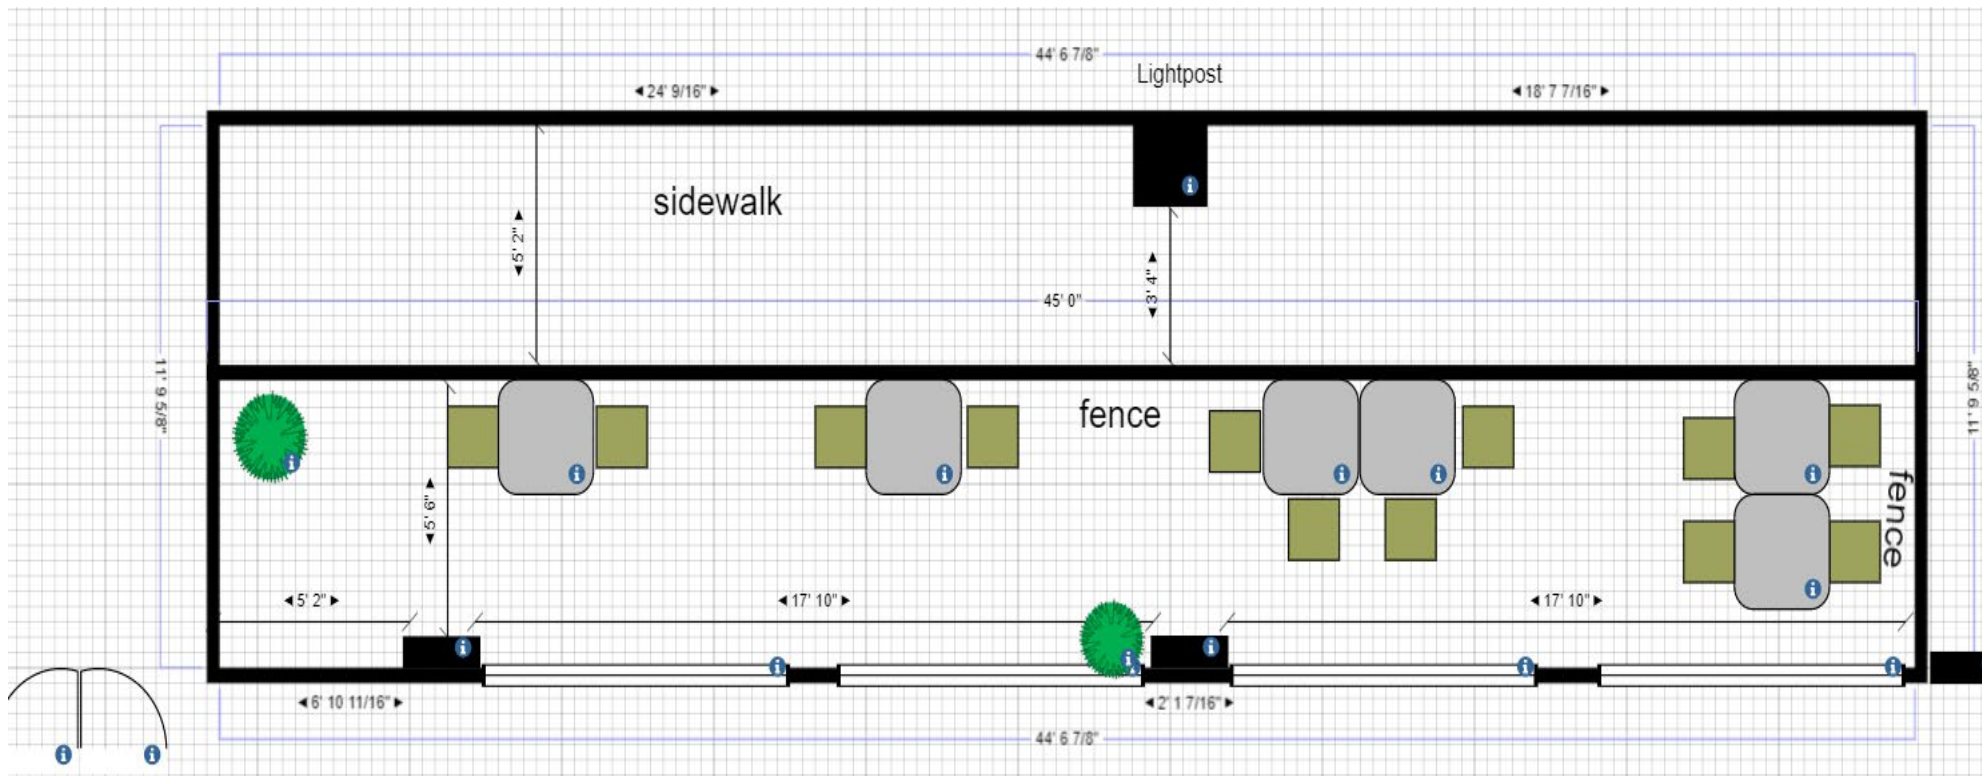 44' 6 7/8"
Lightpost
24' 9/16"
18' 7 7/16"
sidewalk
5' 2"
3' 4"
45' 0"
11' 9 5/8"
11' 9 5/8"
fence
fence
5' 6"
5' 2"
17' 10"
17' 10"
6' 10 11/16"
2' 1 7/16"
44' 6 7/8"